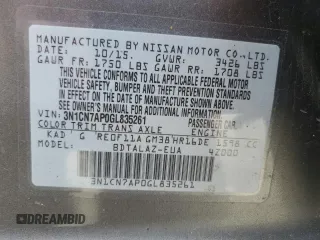 MANUFACTURED BY NISSAN MOTOR CO., LTD.
DATE: 10/15. GVWR: 3426 LBS
GAWR FR: 1750 LBS GAWR RR: 1708 LBS
THIS VEHICLE CONFORMS TO ALL APPLICABLE FEDERAL MOTOR
VEHICLE SAFETY, BUMPER, AND THEFT PREVENTION STANDARDS
IN EFFECT ON THE DATE OF MANUFACTURE SHOWN ABOVE.
SEE OWNER'S MANUAL FOR ADDITIONAL INFORMATION.
VIN: 3N1CN7AP0GL835261 PASSENGER CAR
COLOR TRIM TRANS AXLE ENGINE
KAD G RE0F11A GM38 HR16DE 1598 CC
MODEL: BDTALAZ-EUA 42000
3N1CN7AP0GL835261
DREAMBID